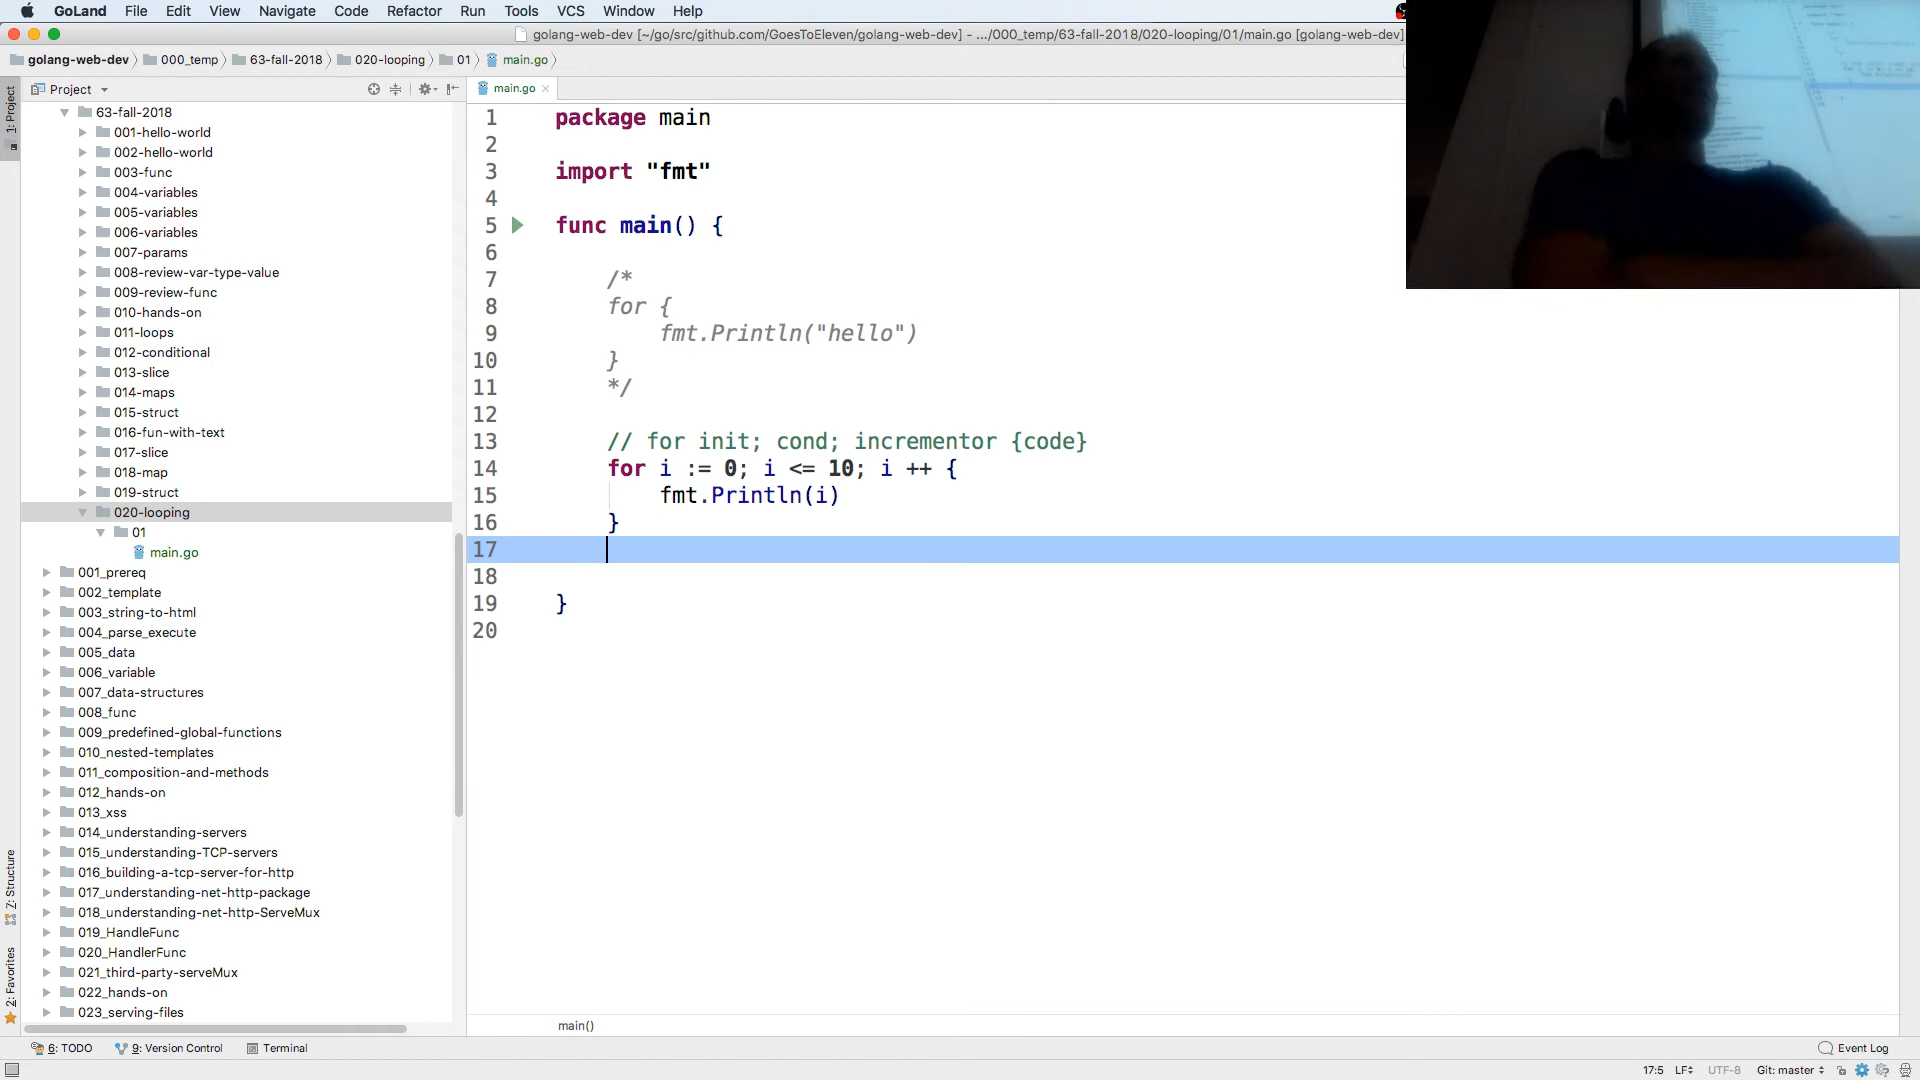 GoLand File Edit View Navigate Code Refactor Run Tools VCS Window Help
golang-web-dev [~/go/src/github.com/GoesToEleven/golang-web-dev] - .../000_temp/63-fall-2018/020-looping/01/main.go [golang-web-dev]
golang-web-dev 000_temp 63-fall-2018 020-looping 01 main.go
Project
main.go
1: Project
63-fall-2018
001-hello-world
002-hello-world
003-func
004-variables
005-variables
006-variables
007-params
008-review-var-type-value
009-review-func
010-hands-on
011-loops
012-conditional
013-slice
014-maps
015-struct
016-fun-with-text
017-slice
018-map
019-struct
020-looping
01
main.go
001_prereq
002_template
003_string-to-html
004_parse_execute
005_data
006_variable
007_data-structures
008_func
009_predefined-global-functions
010_nested-templates
011_composition-and-methods
012_hands-on
013_xss
014_understanding-servers
015_understanding-TCP-servers
016_building-a-tcp-server-for-http
017_understanding-net-http-package
018_understanding-net-http-ServeMux
019_HandleFunc
020_HandlerFunc
021_third-party-serveMux
022_hands-on
023_serving-files
7: Structure
2: Favorites
1 package main
2
3 import "fmt"
4
5 func main() {
6
7 /*
8 for {
9 fmt.Println("hello")
10 }
11 */
12
13 // for init; cond; incrementor {code}
14 for i := 0; i <= 10; i ++ {
15 fmt.Println(i)
16 }
17
18
19 }
20
main()
6: TODO 9: Version Control Terminal Event Log
17:5 LF UTF-8 Git: master